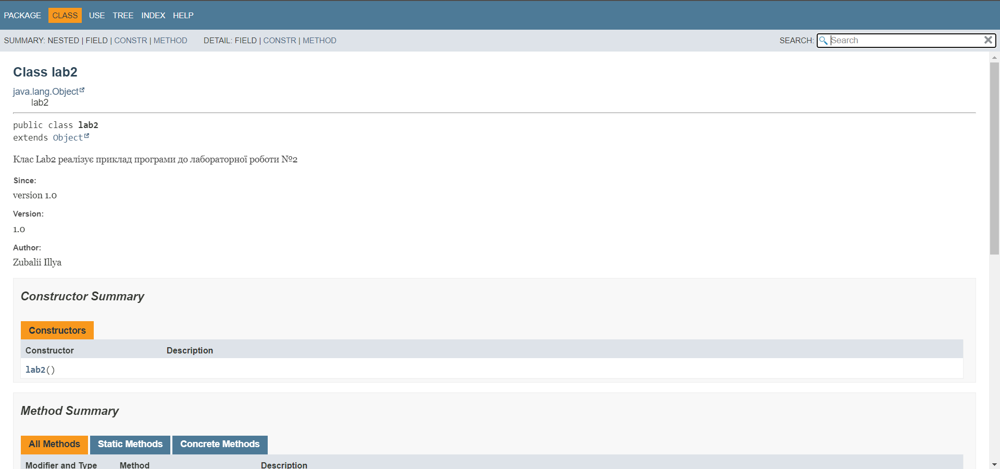 PACKAGE CLASS USE TREE INDEX HELP
SUMMARY: NESTED | FIELD | CONSTR | METHOD DETAIL: FIELD | CONSTR | METHOD SEARCH: Search
Class lab2
java.lang.Object
lab2
public class lab2
extends Object
Клас Lab2 реалізує приклад програми до лабораторної роботи №2
Since:
version 1.0
Version:
1.0
Author:
Zubalii Illya
Constructor Summary
Constructors
Constructor Description
lab2()
Method Summary
All Methods Static Methods Concrete Methods
Modifier and Type Method Description